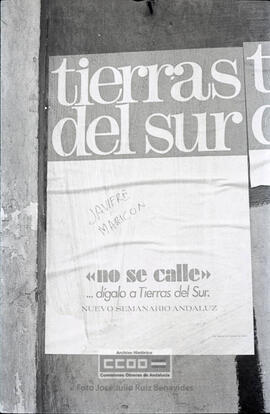 tierras
del sur
JAVIERE
MARICON
«no se calle»
... dígalo a Tierras del Sur.
NUEVO SEMANARIO ANDALUZ
Archivo Histórico
CCOO
Comisiones Obreras de Andalucía
Foto José Julio Ruiz Benavides